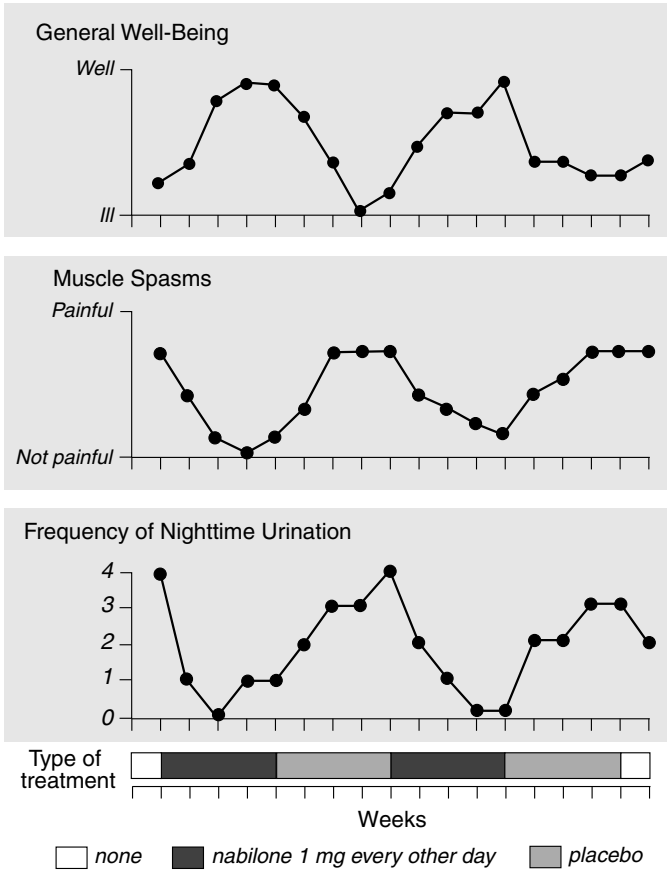 General Well-Being
Well
Ill
Muscle Spasms
Painful
Not painful
Frequency of Nighttime Urination
4
3
2
1
0
Type of
treatment
Weeks
none
nabilone 1 mg every other day
placebo